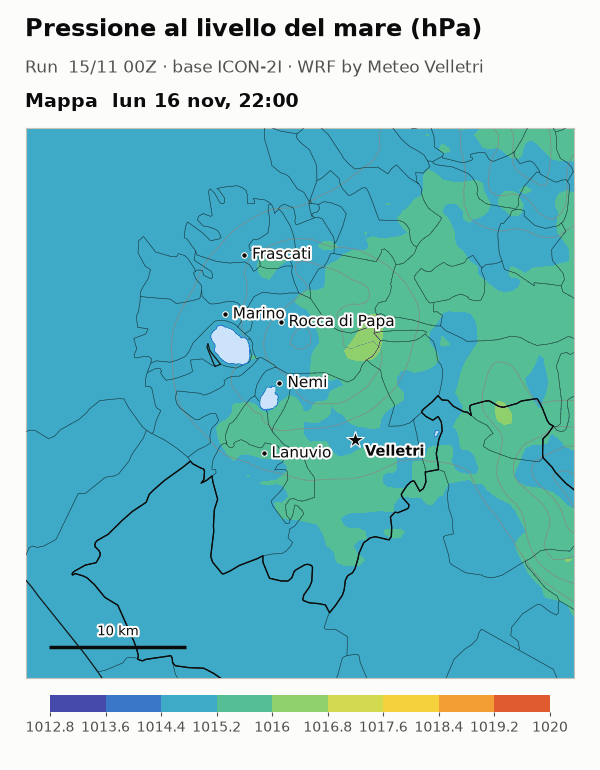 Pressione al livello del mare (hPa)
Run  15/11 00Z · base ICON-2I · WRF by Meteo Velletri
Mappa  lun 16 nov, 22:00
Frascati
Marino
Rocca di Papa
Nemi
Velletri
Lanuvio
10 km
1012.8 1013.6 1014.4 1015.2 1016 1016.8 1017.6 1018.4 1019.2 1020